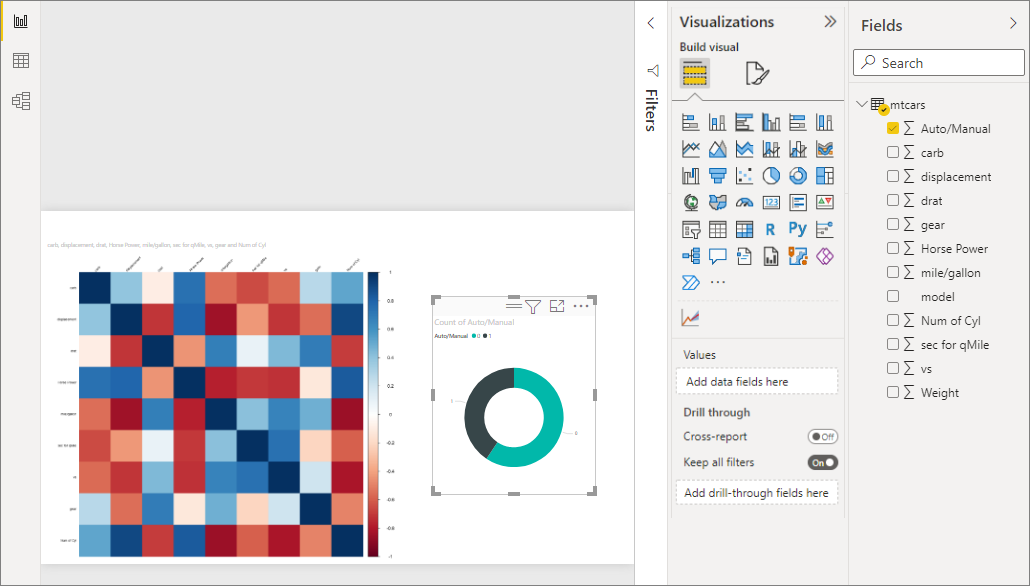 Filters
Visualizations
Build visual
123
R
Py
Values
Add data fields here
Drill through
Cross-report
Off
Keep all filters
On
Add drill-through fields here
Fields
Search
mtcars
Auto/Manual
carb
displacement
drat
gear
Horse Power
mile/gallon
model
Num of Cyl
sec for qMile
vs
Weight
carb, displacement, drat, Horse Power, mile/gallon, sec for qMile, vs, gear and Num of Cyl
1
0.8
0.6
0.4
0.2
0
-0.2
-0.4
-0.6
-0.8
-1
Count of Auto/Manual
Auto/Manual 0 1